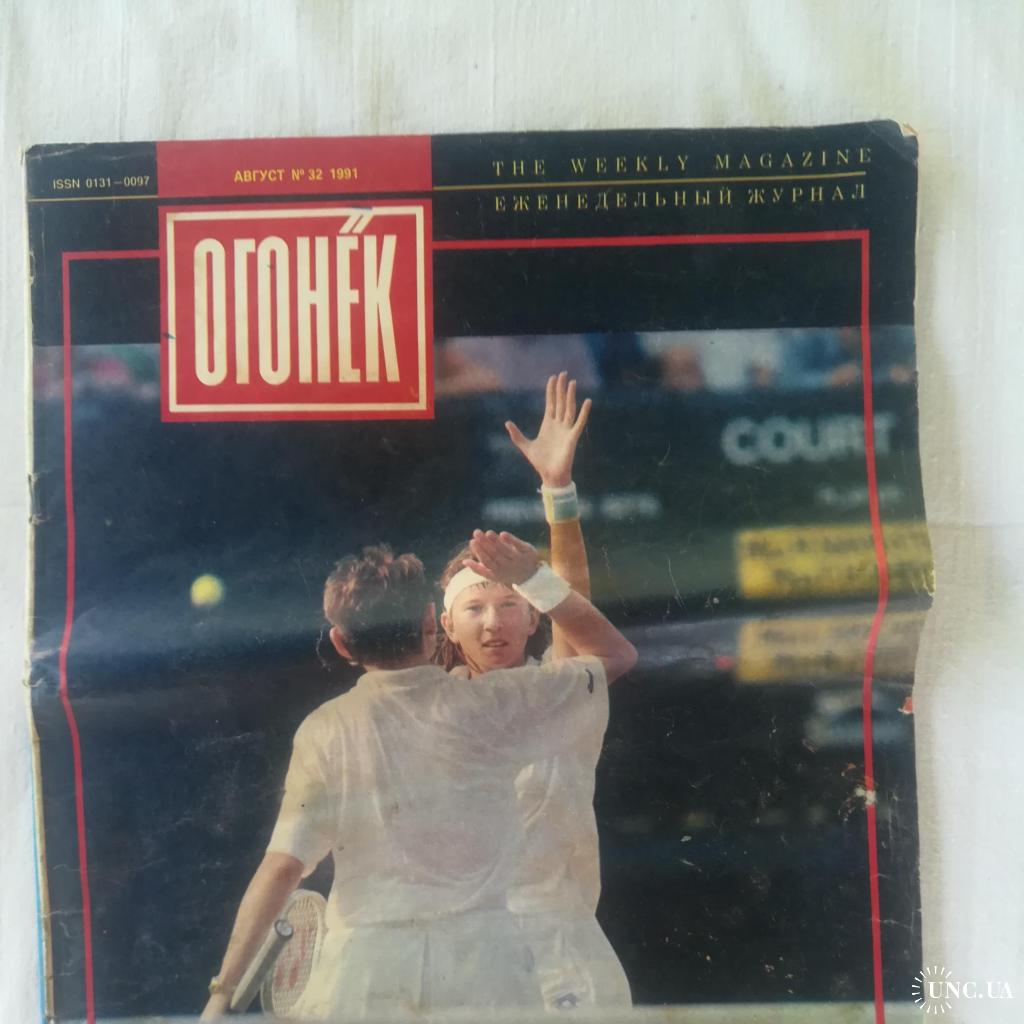 ISSN 0131—0097
АВГУСТ № 32 1991
THE WEEKLY MAGAZINE
ЕЖЕНЕДЕЛЬНЫЙ ЖУРНАЛ
ОГОНЁК
COURT
UNC.UA